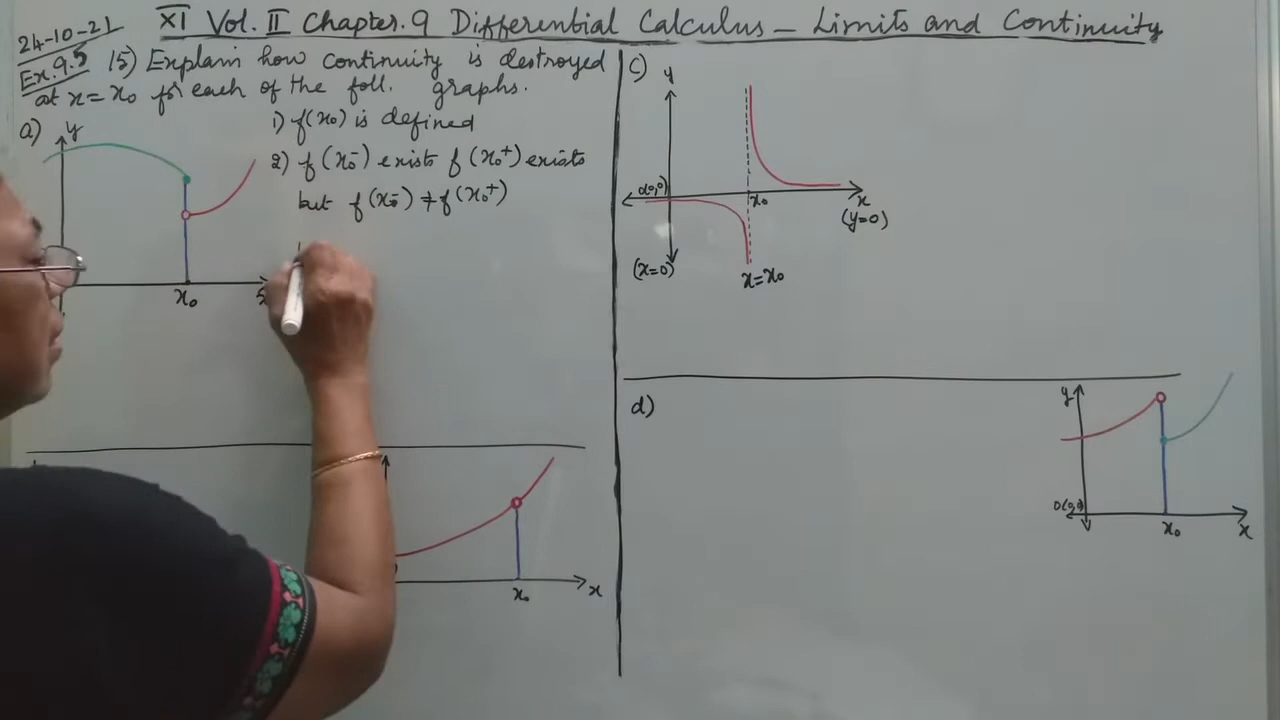 XI Vol. II Chapter. 9 Differential Calculus – Limits and Continuity
24-10-21
Ex. 9.5 15) Explain how continuity is destroyed
at x = x₀ for each of the foll. graphs.
a) y
1) f(x₀) is defined
2) f(x₀⁻) exists f(x₀⁺) exists
but f(x₀⁻) ≠ f(x₀⁺)
x₀
c) y
0(0,0)
x₀
x
(y=0)
(x=0)
x=x₀
x₀
x
d)
y
0(0,0)
x₀
x